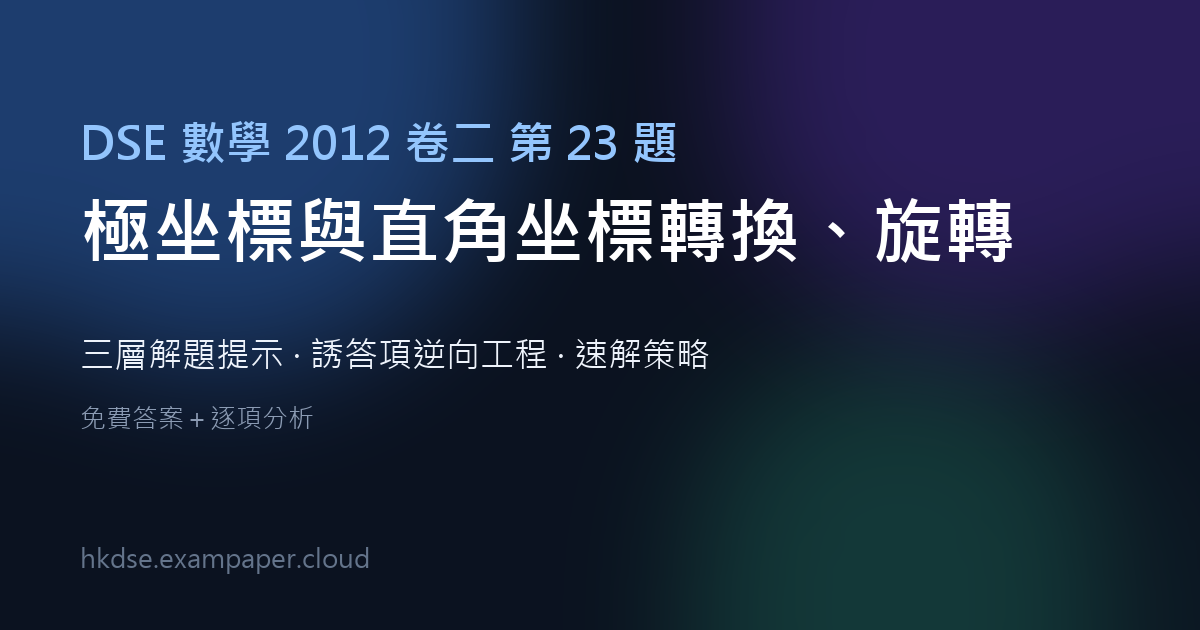 DSE 數學 2012 卷二 第 23 題
極坐標與直角坐標轉換、旋轉
三層解題提示 · 誘答項逆向工程 · 速解策略
免費答案 + 逐項分析
hkdse.exampaper.cloud